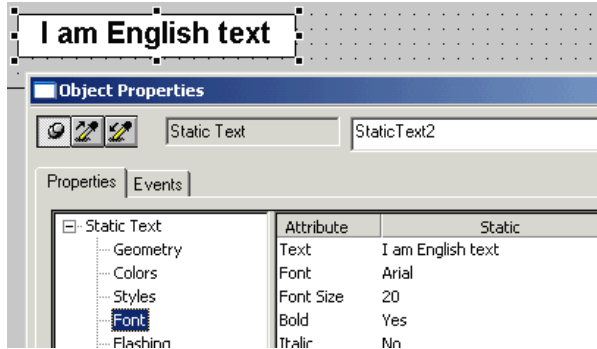 I am English text
Object Properties
Static Text StaticText2
Properties Events
Static Text Attribute Static
Geometry Text I am English text
Colors Font Arial
Styles Font Size 20
Font Bold Yes
Flashing Italic No